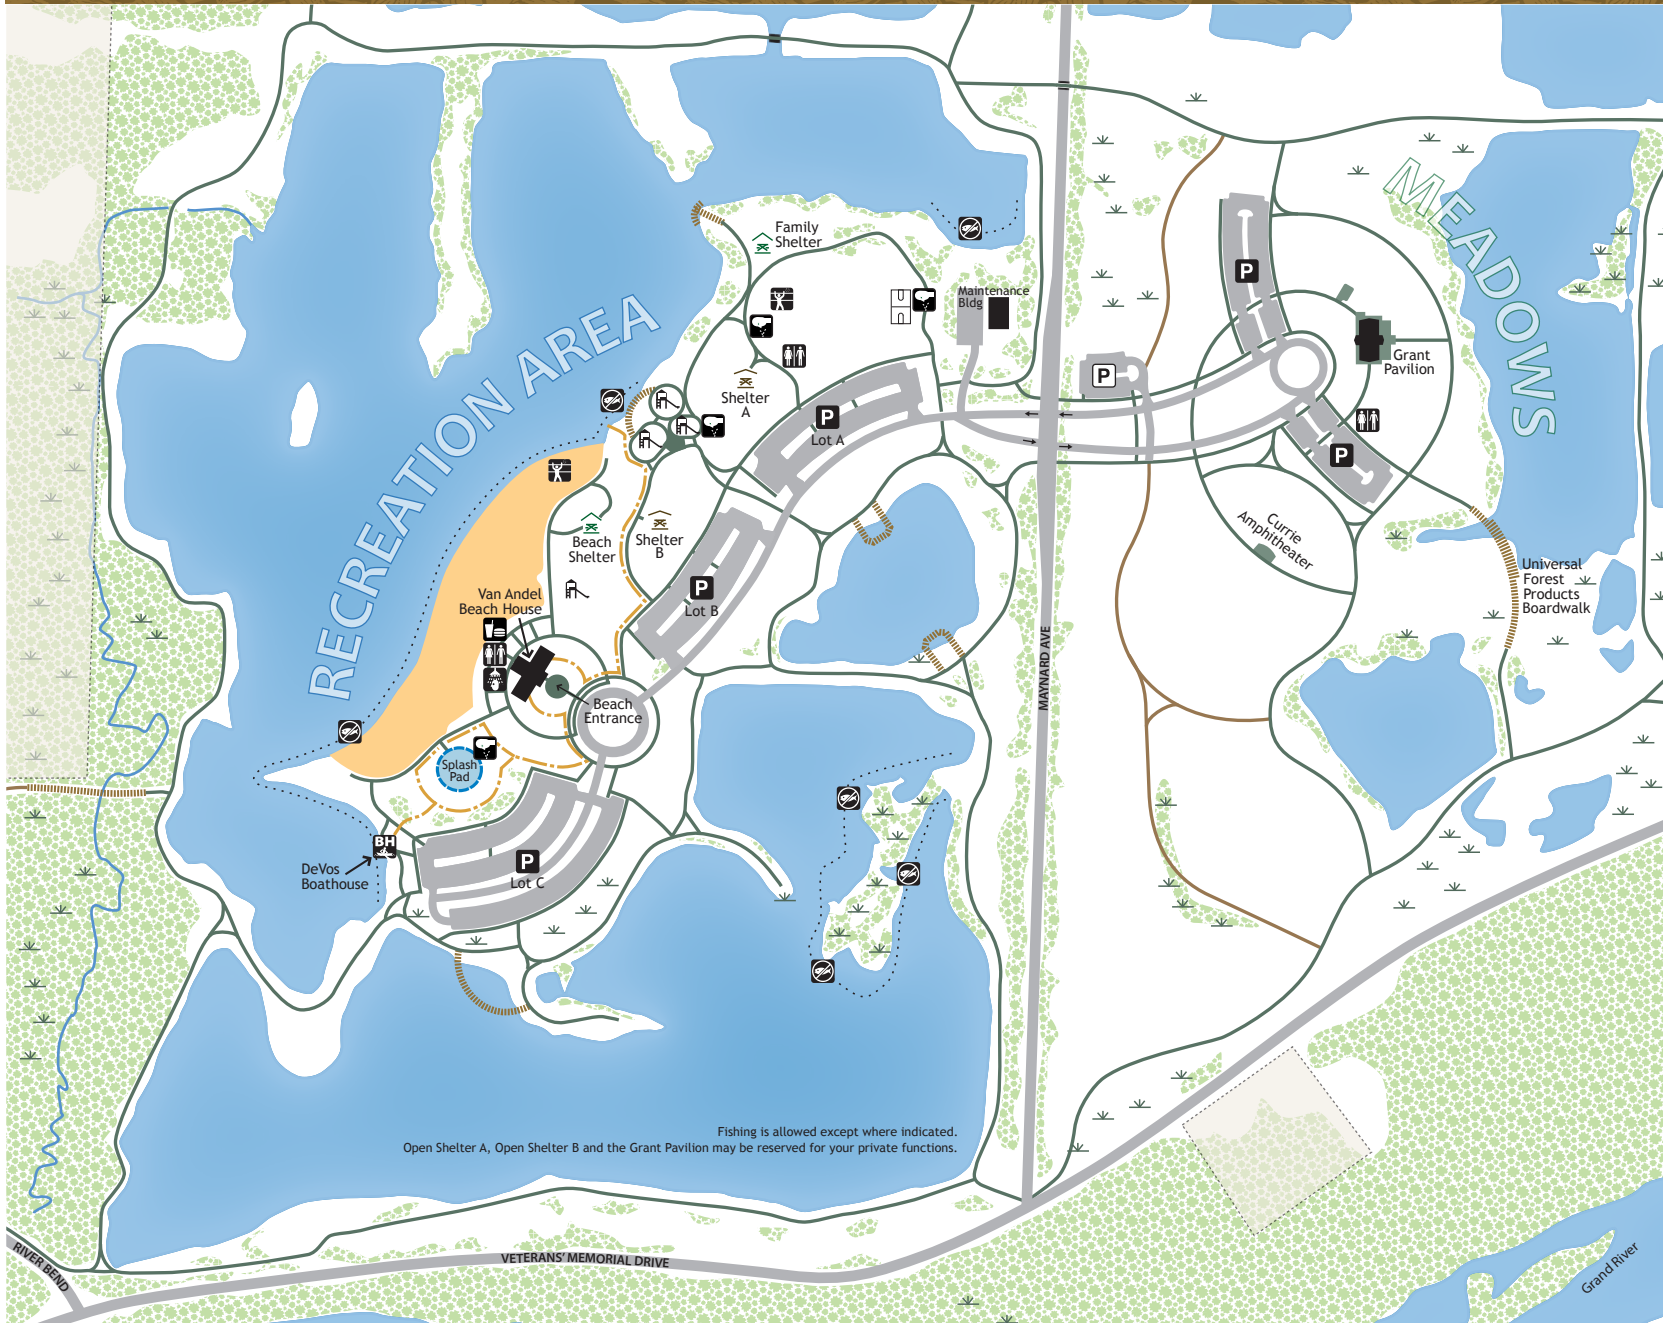 MEADOWS
Family
Shelter
Maintenance
Bldg
P
RECREATION AREA
Grant
Pavilion
P
Shelter
A
P
Lot A
P
Currie
Amphitheater
Shelter
B
Beach
Shelter
Universal
Forest
Products
Boardwalk
Van Andel
Beach House
P
Lot B
MAYNARD AVE
Beach
Entrance
Splash
Pad
BH
DeVos
Boathouse
P
Lot C
Fishing is allowed except where indicated.
Open Shelter A, Open Shelter B and the Grant Pavilion may be reserved for your private functions.
RIVER BEND
VETERANS' MEMORIAL DRIVE
Grand River